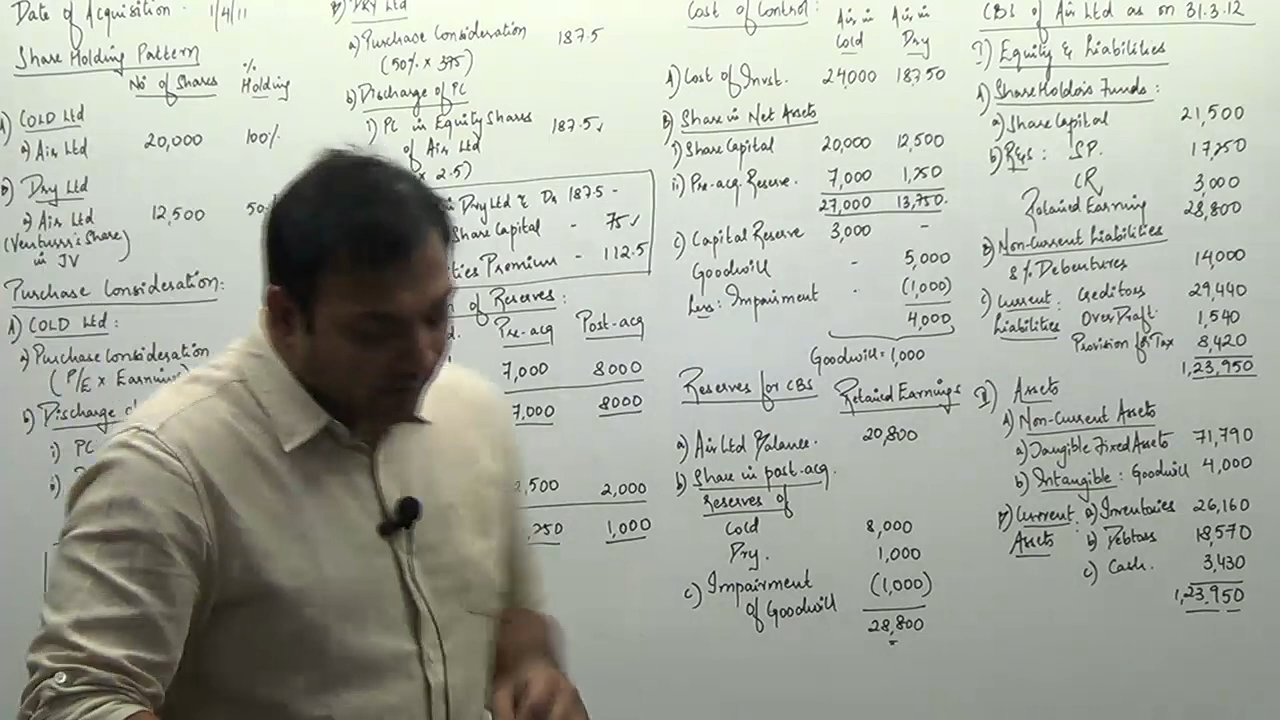 Date of Acquisition - 1/4/11
Share Holding Pattern
No of Shares % Holding
A) COLD Ltd
a) Air Ltd 20,000 100%
B) Dry Ltd
a) Air Ltd 12,500 50
(Venturer's Share)
in JV
Purchase Consideration:
A) COLD Ltd:
a) Purchase Consideration
(P/E x Earnin
b) Discharge of
i) PC
B) DRY Ltd
a) Purchase Consideration 187.5
(50% x 375)
b) Discharge of PC
i) PC in Equity Shares 187.5
of Air Ltd
x 2.5)
in Dry Ltd Dr 187.5 -
Share Capital - 75
ties Premium - 112.5
of Reserves:
Pre-acq Post-acq
7,000 8000
7,000 8000
2,500 2,000
250 1,000
Cost of Control: Air in Cold Air in Dry
A) Cost of Invst. 24000 18750
B) Share in Net Assets
i) Share Capital 20,000 12,500
ii) Pre-acq. Reserve. 7,000 1,250
27,000 13,750.
c) Capital Reserve 3,000 -
Goodwill - 5,000
Less: Impairment - (1,000)
4,000
Goodwill = 1,000
Reserves for CBS Retained Earnings
a) Air Ltd Balance. 20,800
b) Share in post-acq.
reserves of
Cold 8,000
Dry. 1,000
c) Impairment (1,000)
of Goodwill
28,800
CBS of Air Ltd as on 31.3.12
I) Equity & Liabilities
A) Share Holders Funds:
a) Share Capital 21,500
b) R&S: SP. 17,250
CR 3,000
Retained Earning 28,800
B) Non-Current Liabilities
8% Debentures 14,000
c) Current Liabilities Creditors 29,440
OverDraft 1,540
Provision for Tax 8,420
1,23,950
II) Assets
A) Non-Current Assets
a) Tangible Fixed Assets 71,790
b) Intangible: Goodwill 4,000
B) Current Assets: a) Inventories 26,160
b) Debtors 18,570
c) Cash. 3,430
1,23,950